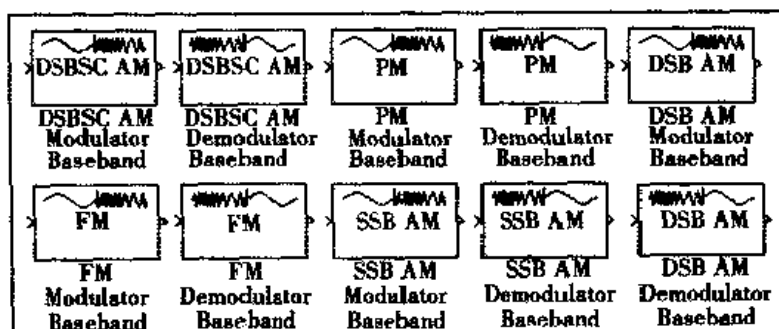 DSBSC AM DSBSC AM PM PM DSB AM
DSBSC AM DSBSC AM PM PM DSB AM
Modulator Demodulator Modulator Demodulator Modulator
Baseband Baseband Baseband Baseband Baseband
FM FM SSB AM SSB AM DSB AM
FM FM SSB AM SSB AM DSB AM
Modulator Demodulator Modulator Demodulator Demodulator
Baseband Baseband Baseband Baseband Baseband